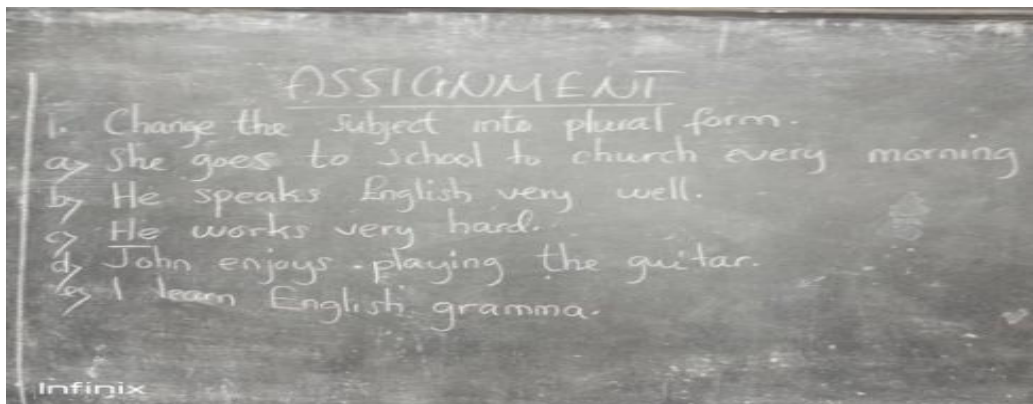 ASSIGNMENT
1. Change the subject into plural form.
a> She goes to school to church every morning
b> He speaks English very well.
c> He works very hard.
d> John enjoys playing the guitar.
e> I learn English gramma.
Infinix